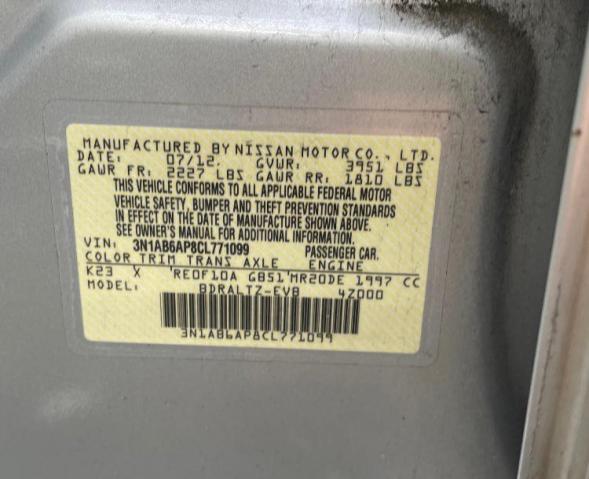 MANUFACTURED BY NISSAN MOTOR CO., LTD.
DATE: 07/12. GVWR: 3951 LBS
GAWR FR: 2227 LBS GAWR RR: 1810 LBS
THIS VEHICLE CONFORMS TO ALL APPLICABLE FEDERAL MOTOR
VEHICLE SAFETY, BUMPER AND THEFT PREVENTION STANDARDS
IN EFFECT ON THE DATE OF MANUFACTURE SHOWN ABOVE.
SEE OWNER'S MANUAL FOR ADDITIONAL INFORMATION.
VIN: 3N1AB6AP8CL771099 PASSENGER CAR.
COLOR TRIM TRANS AXLE ENGINE
K23 X RE0F10A GB51 MR20DE 1997 CC
MODEL: BDRALTZ-EVB 4Z000
3N1AB6AP8CL771099